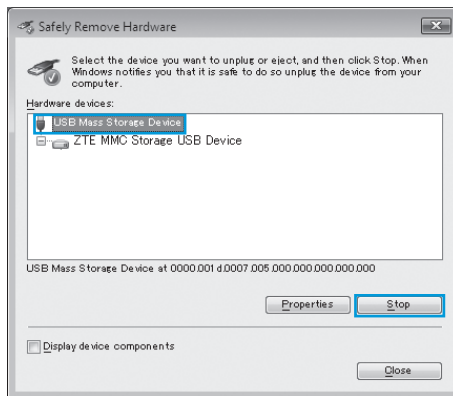 Safely Remove Hardware
Select the device you want to unplug or eject, and then click Stop. When
Windows notifies you that it is safe to do so unplug the device from your
computer.
Hardware devices:
USB Mass Storage Device
ZTE MMC Storage USB Device
USB Mass Storage Device at 0000.001 d.0007.005 .000.000.000.000.000
Properties
Stop
Display device components
Close